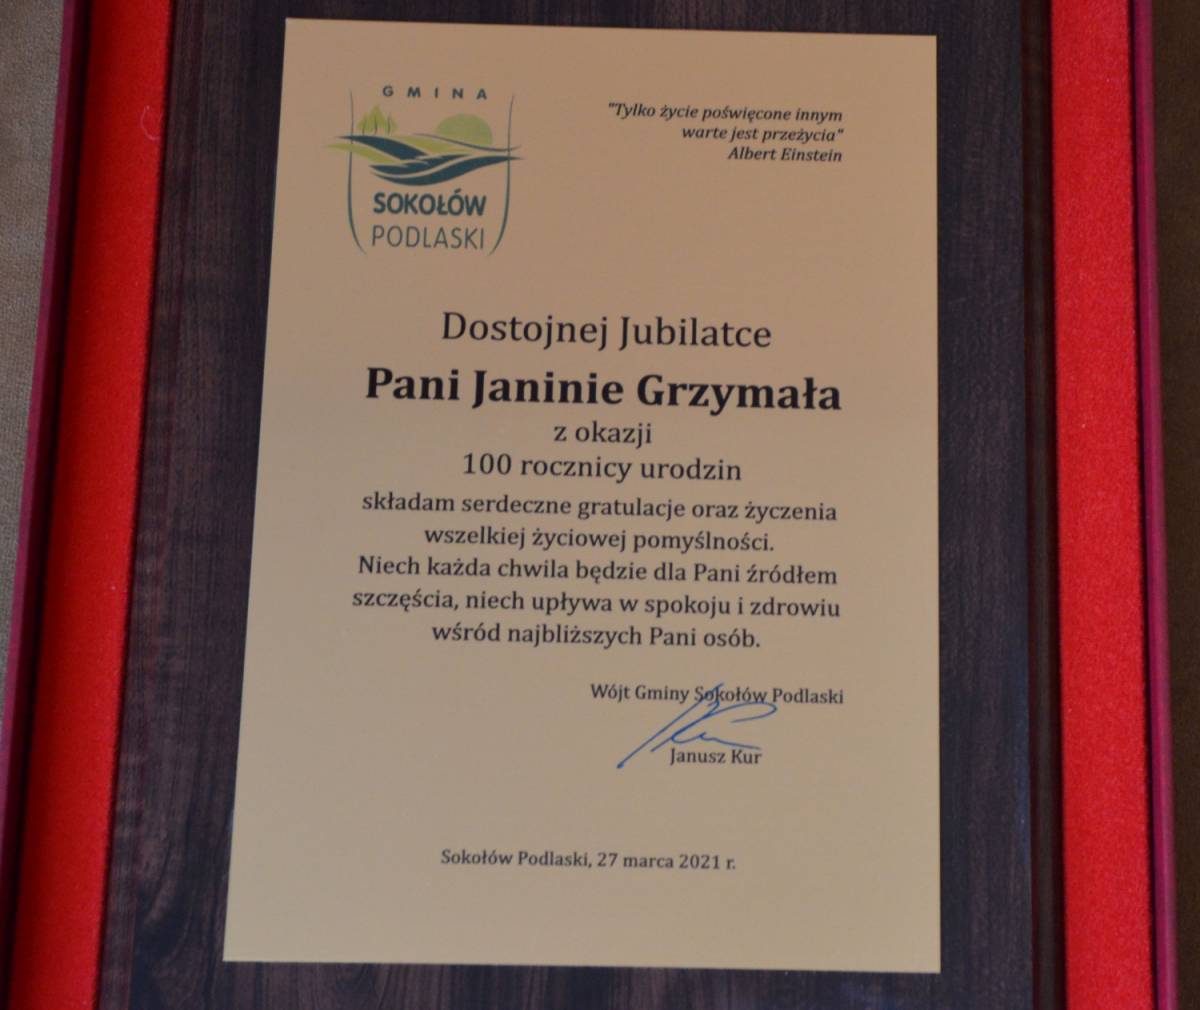 GMINA
SOKOŁÓW
PODLASKI
"Tylko życie poświęcone innym
warte jest przeżycia"
Albert Einstein
Dostojnej Jubilatce
Pani Janinie Grzymała
z okazji
100 rocznicy urodzin
składam serdeczne gratulacje oraz życzenia
wszelkiej życiowej pomyślności.
Niech każda chwila będzie dla Pani źródłem
szczęścia, niech upływa w spokoju i zdrowiu
wśród najbliższych Pani osób.
Wójt Gminy Sokołów Podlaski
Janusz Kur
Sokołów Podlaski, 27 marca 2021 r.